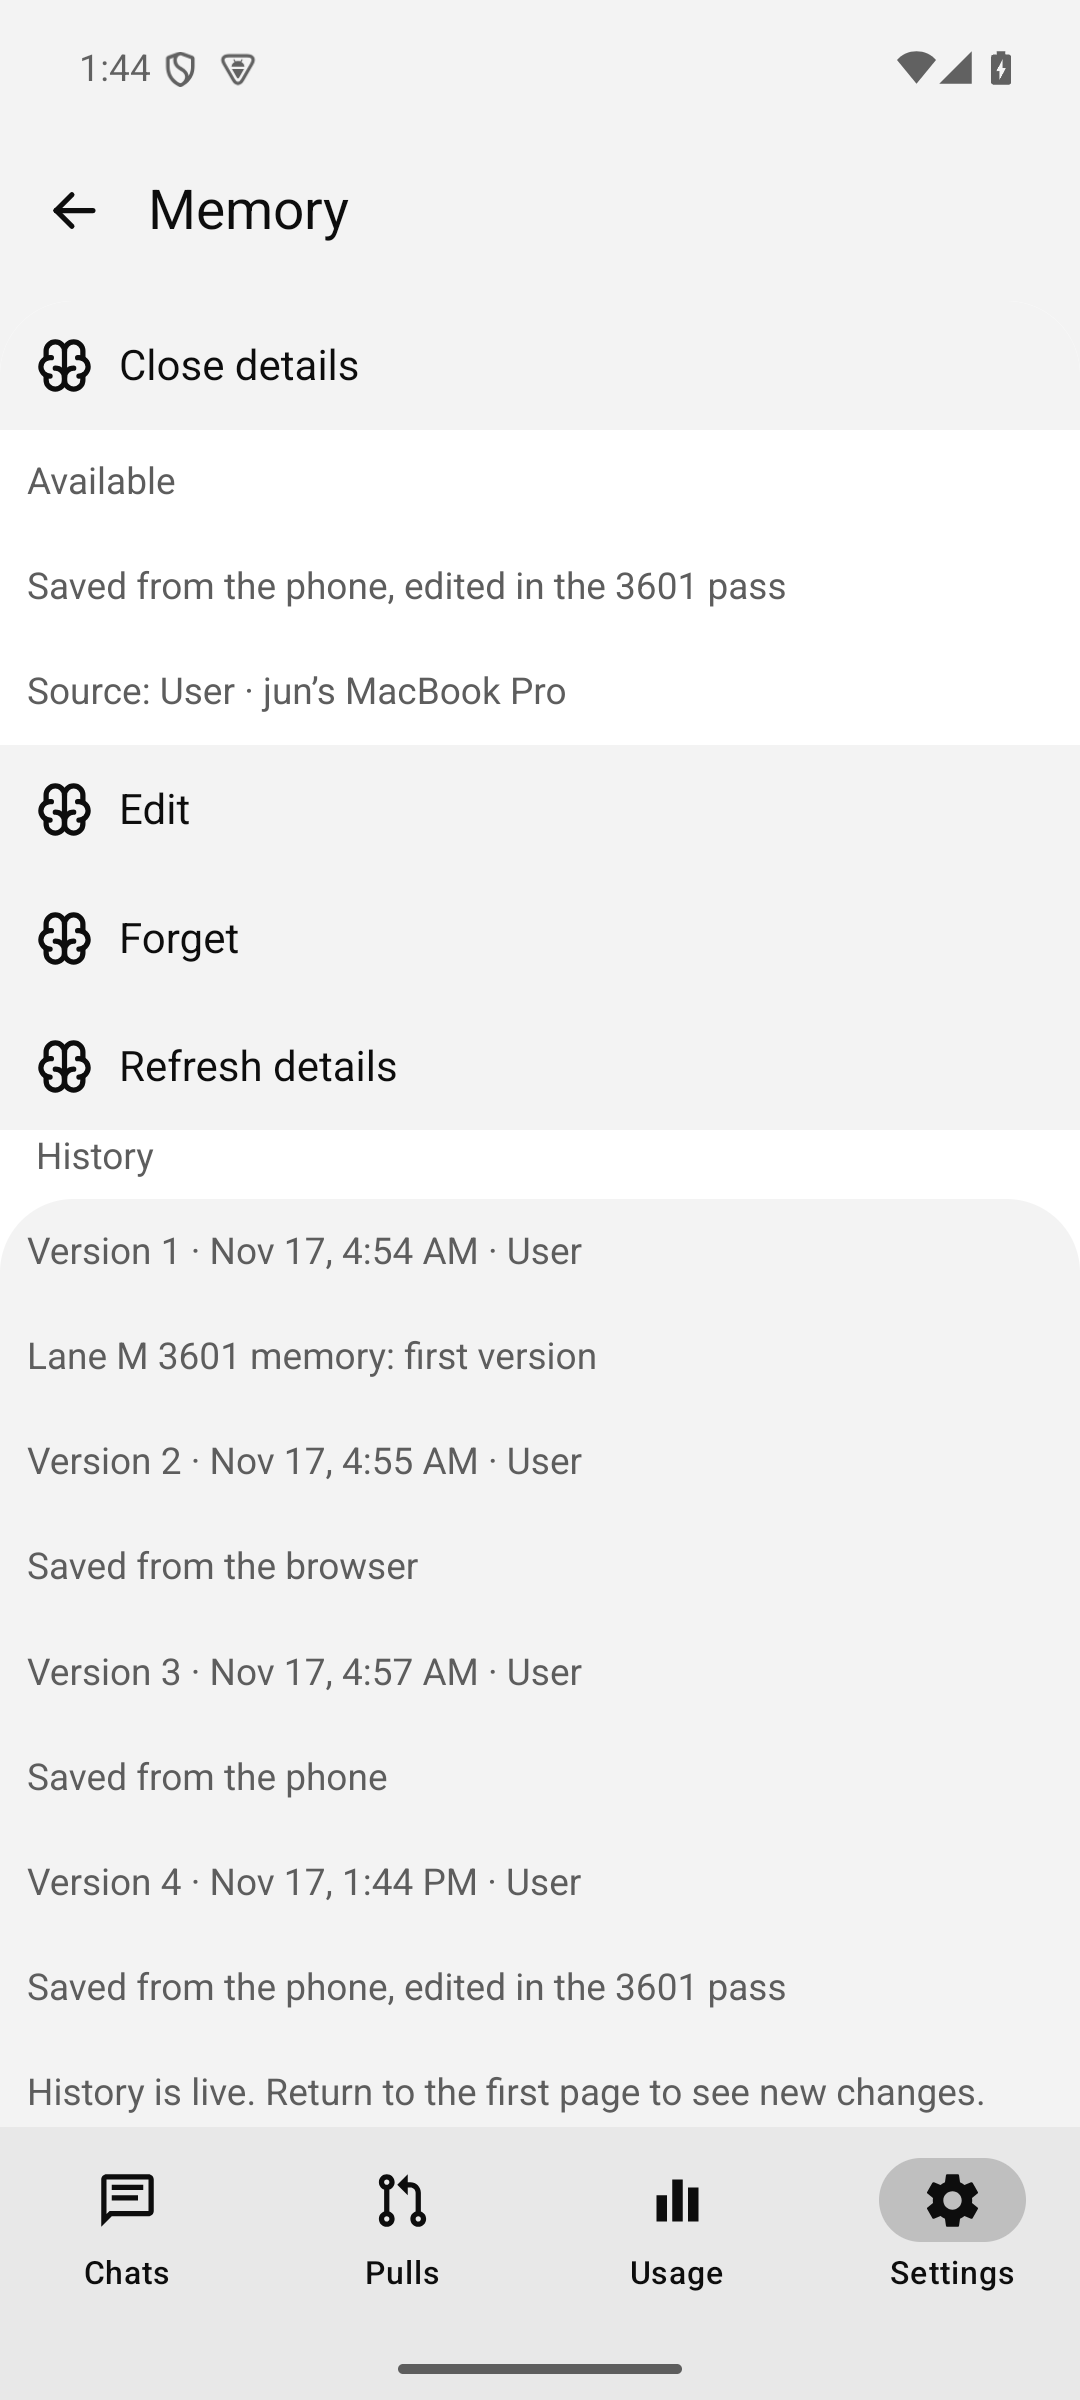 1:44
Memory
Close details
Available
Saved from the phone, edited in the 3601 pass
Source: User · jun’s MacBook Pro
Edit
Forget
Refresh details
History
Version 1 · Nov 17, 4:54 AM · User
Lane M 3601 memory: first version
Version 2 · Nov 17, 4:55 AM · User
Saved from the browser
Version 3 · Nov 17, 4:57 AM · User
Saved from the phone
Version 4 · Nov 17, 1:44 PM · User
Saved from the phone, edited in the 3601 pass
History is live. Return to the first page to see new changes.
Chats
Pulls
Usage
Settings